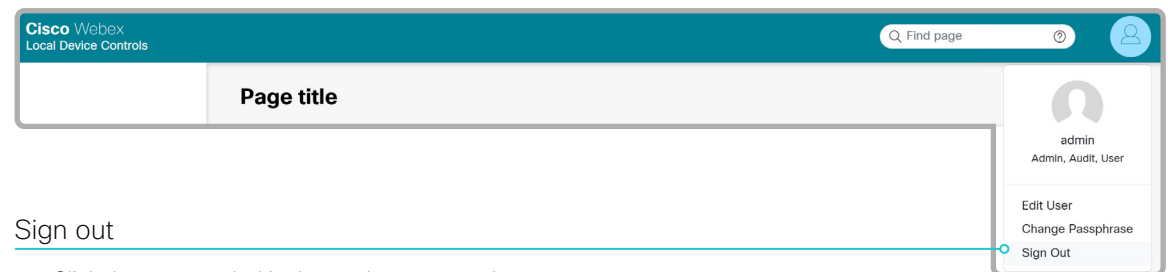 Cisco Webex
Local Device Controls
Find page
Page title
admin
Admin, Audit, User
Edit User
Change Passphrase
Sign Out
Sign out